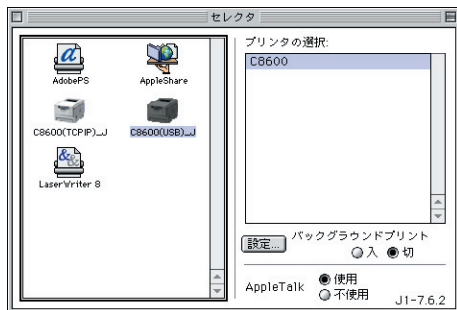 セレクタ
AdobePS
AppleShare
C8600(TCPIP)_J
C8600(USB)_J
LaserWriter 8
プリンタの選択:
C8600
設定...
バックグラウンドプリント
入 切
AppleTalk
使用
不使用
J1-7.6.2